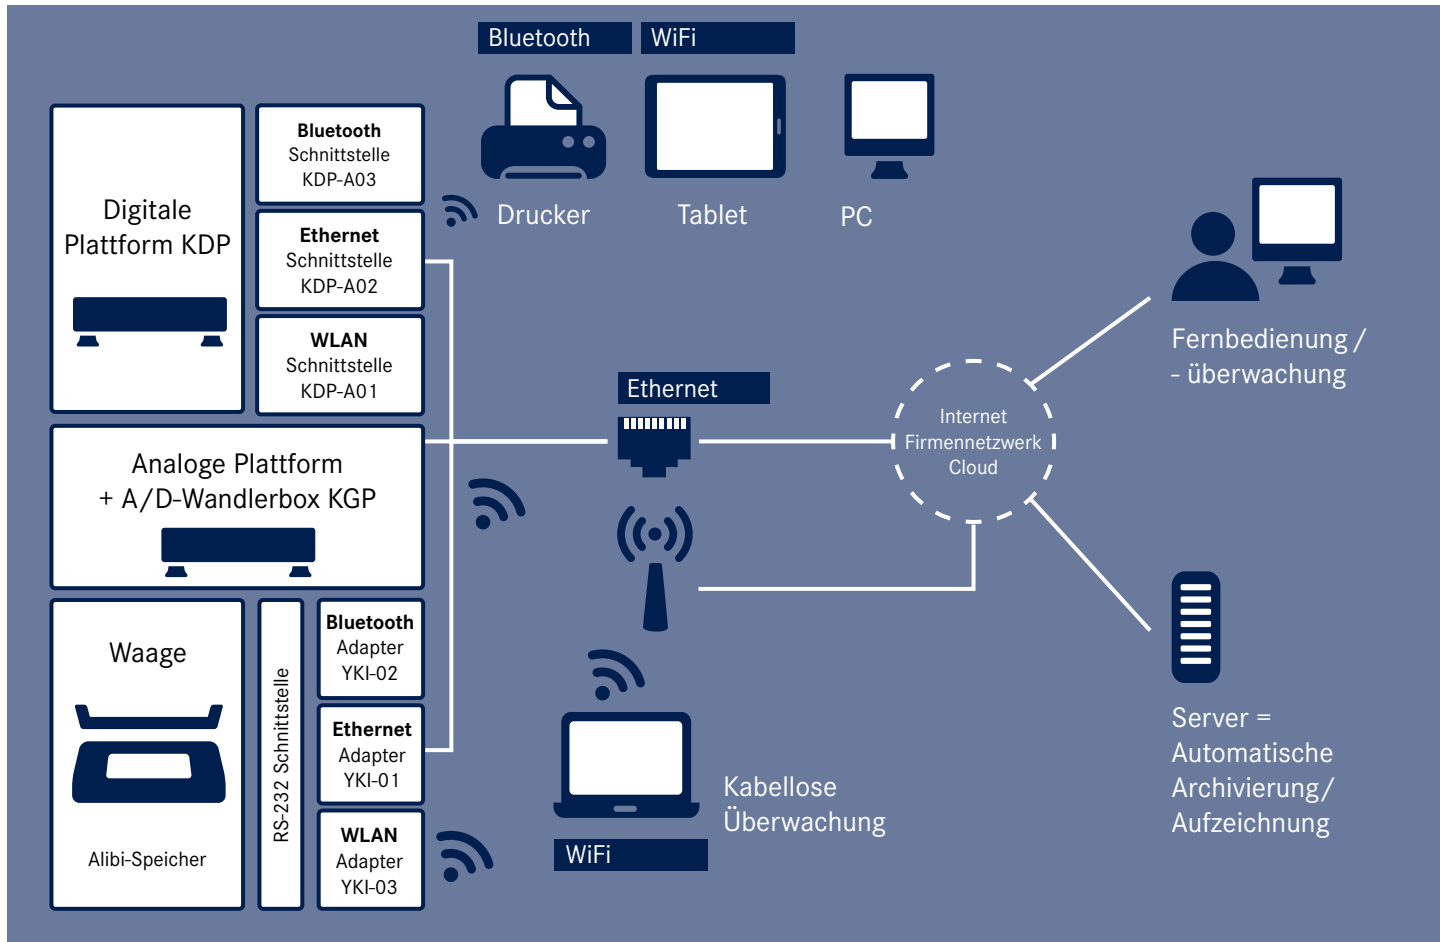 Bluetooth
WiFi
Drucker
Tablet
PC
Digitale
Plattform KDP
Bluetooth
Schnittstelle
KDP-A03
Ethernet
Schnittstelle
KDP-A02
WLAN
Schnittstelle
KDP-A01
Analoge Plattform
+ A/D-Wandlerbox KGP
Waage
Alibi-Speicher
RS-232 Schnittstelle
Bluetooth
Adapter
YKI-02
Ethernet
Adapter
YKI-01
WLAN
Adapter
YKI-03
Ethernet
Kabellose
Überwachung
WiFi
Internet
Firmennetzwerk
Cloud
Fernbedienung /
- überwachung
Server =
Automatische
Archivierung/
Aufzeichnung